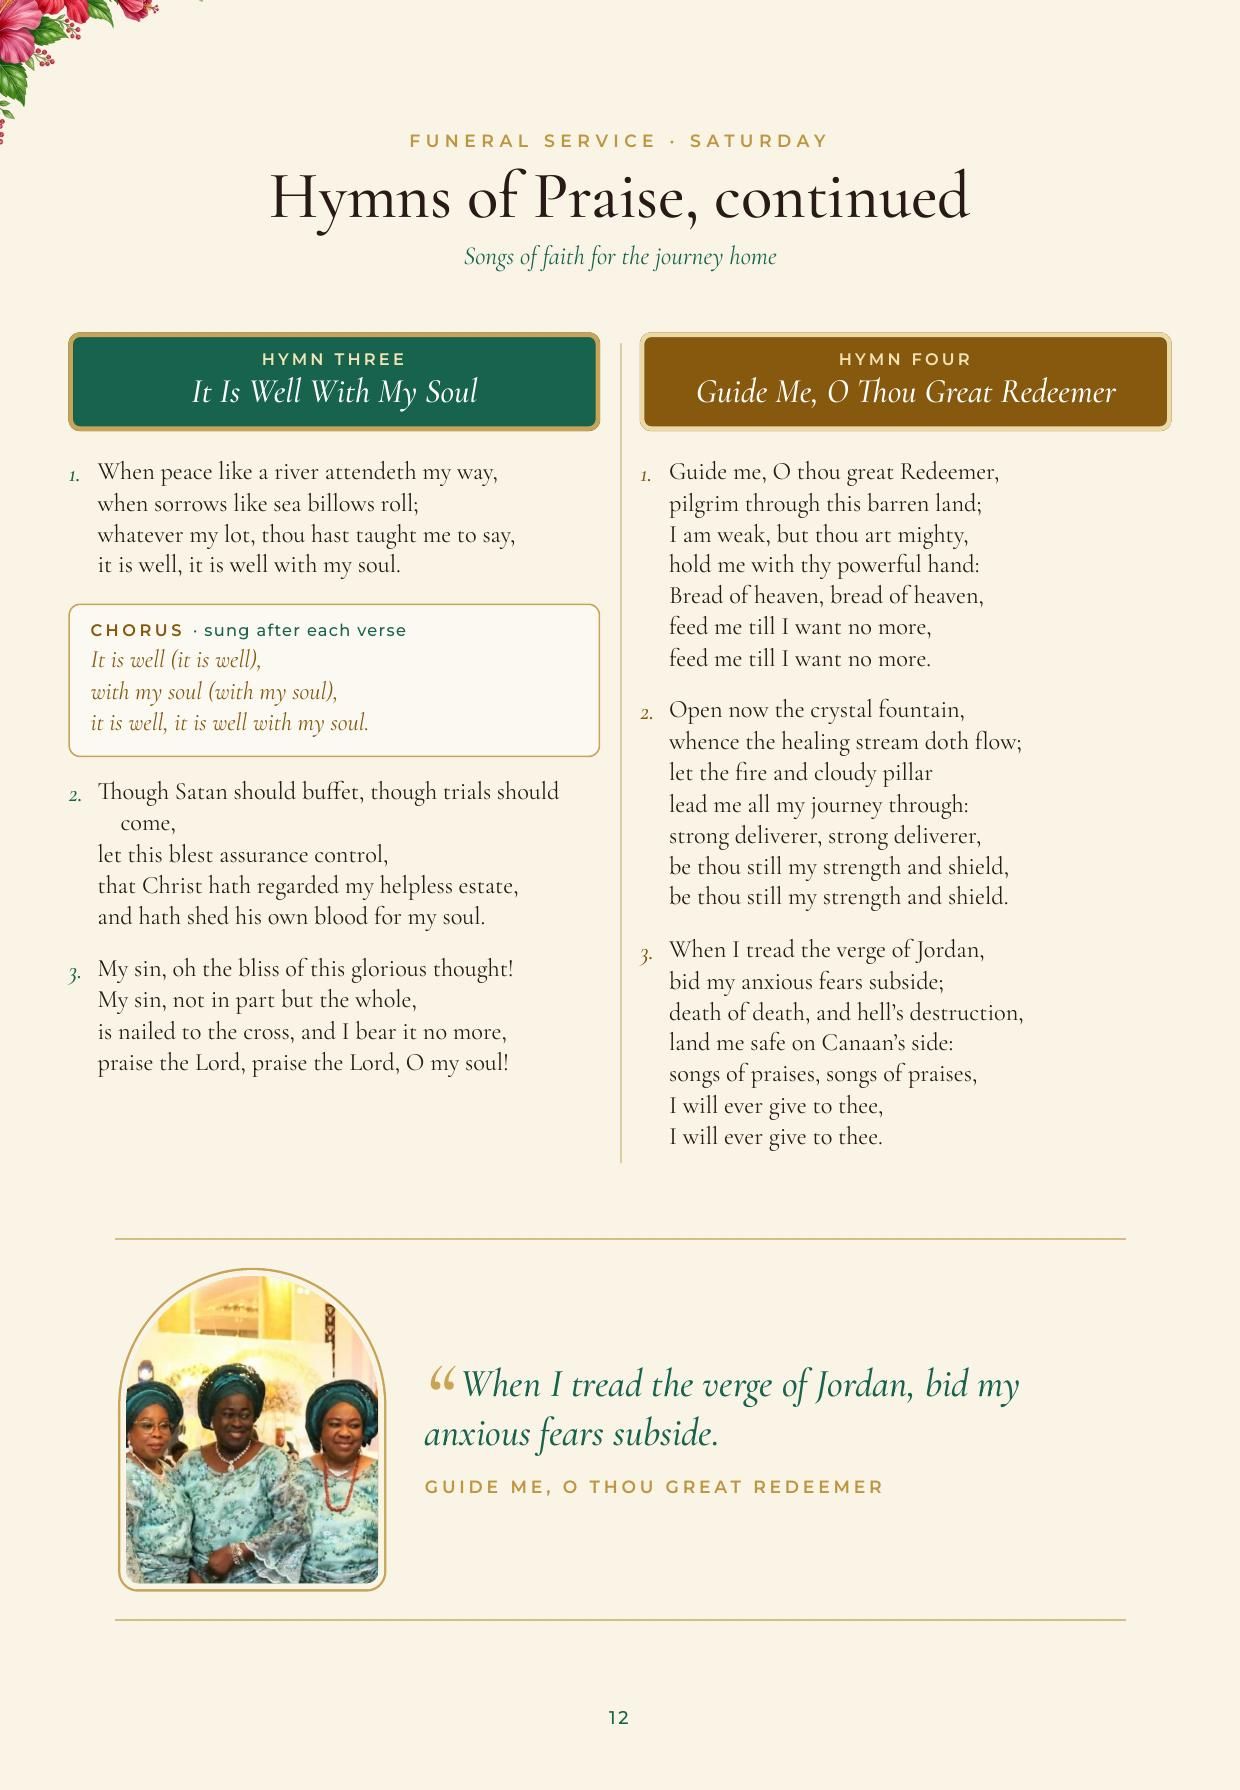 FUNERAL SERVICE · SATURDAY
Hymns of Praise, continued
Songs of faith for the journey home
HYMN THREE
It Is Well With My Soul
1. When peace like a river attendeth my way,
when sorrows like sea billows roll;
whatever my lot, thou hast taught me to say,
it is well, it is well with my soul.
CHORUS · sung after each verse
It is well (it is well),
with my soul (with my soul),
it is well, it is well with my soul.
2. Though Satan should buffet, though trials should
come,
let this blest assurance control,
that Christ hath regarded my helpless estate,
and hath shed his own blood for my soul.
3. My sin, oh the bliss of this glorious thought!
My sin, not in part but the whole,
is nailed to the cross, and I bear it no more,
praise the Lord, praise the Lord, O my soul!
HYMN FOUR
Guide Me, O Thou Great Redeemer
1. Guide me, O thou great Redeemer,
pilgrim through this barren land;
I am weak, but thou art mighty,
hold me with thy powerful hand:
Bread of heaven, bread of heaven,
feed me till I want no more,
feed me till I want no more.
2. Open now the crystal fountain,
whence the healing stream doth flow;
let the fire and cloudy pillar
lead me all my journey through:
strong deliverer, strong deliverer,
be thou still my strength and shield,
be thou still my strength and shield.
3. When I tread the verge of Jordan,
bid my anxious fears subside;
death of death, and hell’s destruction,
land me safe on Canaan’s side:
songs of praises, songs of praises,
I will ever give to thee,
I will ever give to thee.
“When I tread the verge of Jordan, bid my
anxious fears subside.
GUIDE ME, O THOU GREAT REDEEMER
12